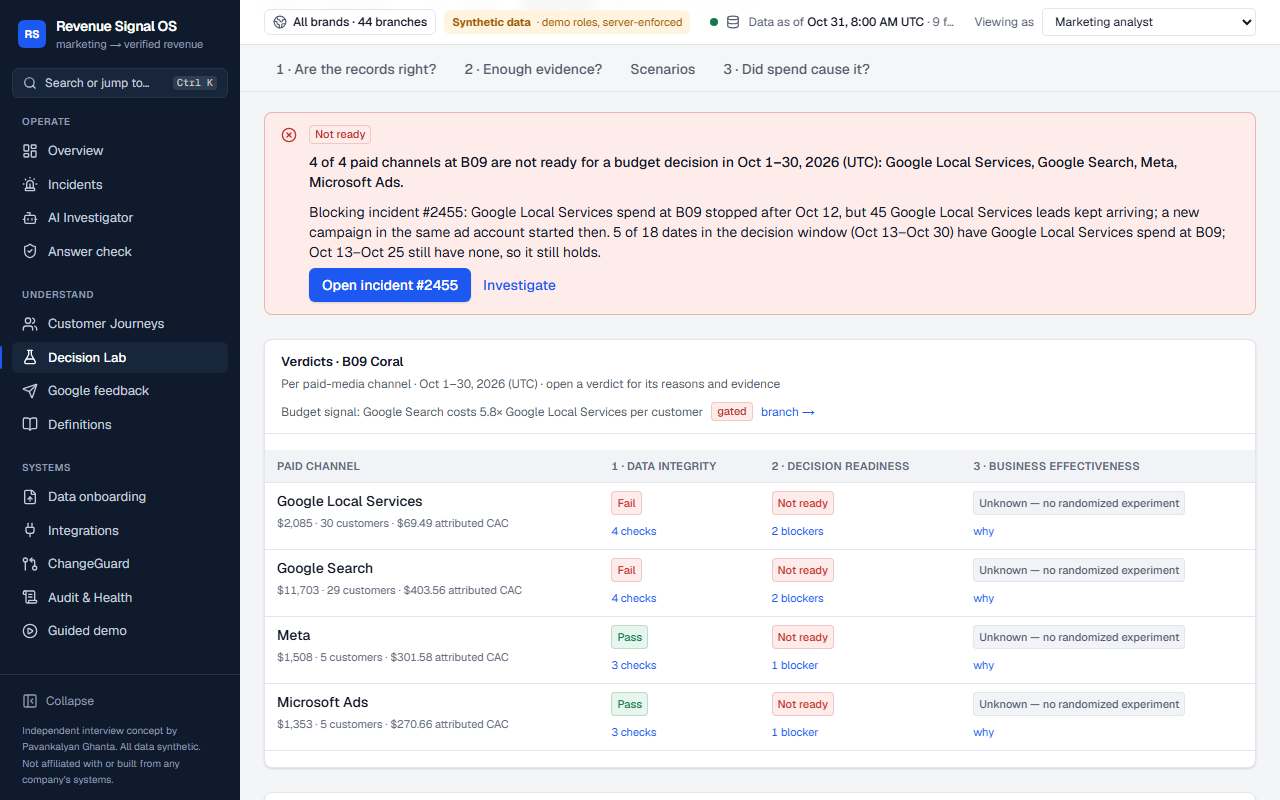 RS
Revenue Signal OS
marketing → verified revenue
Search or jump to…
Ctrl K
OPERATE
Overview
Incidents
AI Investigator
Answer check
UNDERSTAND
Customer Journeys
Decision Lab
Google feedback
Definitions
SYSTEMS
Data onboarding
Integrations
ChangeGuard
Audit & Health
Guided demo
Collapse
Independent interview concept by
Pavankalyan Ghanta. All data synthetic.
Not affiliated with or built from any
company's systems.
All brands · 44 branches
Synthetic data · demo roles, server-enforced
Data as of Oct 31, 8:00 AM UTC · 9 f…
Viewing as
Marketing analyst
1 · Are the records right?
2 · Enough evidence?
Scenarios
3 · Did spend cause it?
Not ready
4 of 4 paid channels at B09 are not ready for a budget decision in Oct 1–30, 2026 (UTC): Google Local Services, Google Search, Meta,
Microsoft Ads.
Blocking incident #2455: Google Local Services spend at B09 stopped after Oct 12, but 45 Google Local Services leads kept arriving; a new
campaign in the same ad account started then. 5 of 18 dates in the decision window (Oct 13–Oct 30) have Google Local Services spend at B09;
Oct 13–Oct 25 still have none, so it still holds.
Open incident #2455
Investigate
Verdicts · B09 Coral
Per paid-media channel · Oct 1–30, 2026 (UTC) · open a verdict for its reasons and evidence
Budget signal: Google Search costs 5.8× Google Local Services per customer gated branch →
PAID CHANNEL 1 · DATA INTEGRITY 2 · DECISION READINESS 3 · BUSINESS EFFECTIVENESS
Google Local Services Fail Not ready Unknown — no randomized experiment
$2,085 · 30 customers · $69.49 attributed CAC 4 checks 2 blockers why
Google Search Fail Not ready Unknown — no randomized experiment
$11,703 · 29 customers · $403.56 attributed CAC 4 checks 2 blockers why
Meta Pass Not ready Unknown — no randomized experiment
$1,508 · 5 customers · $301.58 attributed CAC 3 checks 1 blocker why
Microsoft Ads Pass Not ready Unknown — no randomized experiment
$1,353 · 5 customers · $270.66 attributed CAC 3 checks 1 blocker why